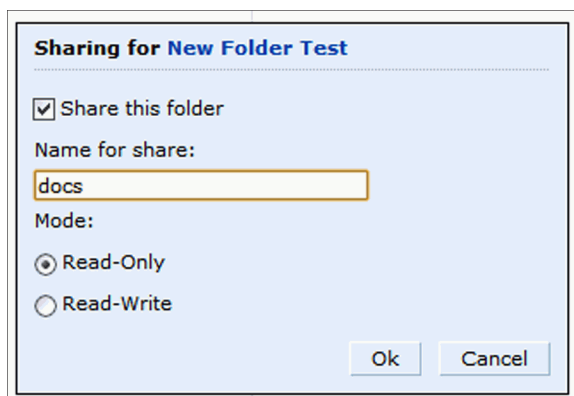 Sharing for New Folder Test
Share this folder
Name for share:
docs
Mode:
Read-Only
Read-Write
Ok Cancel